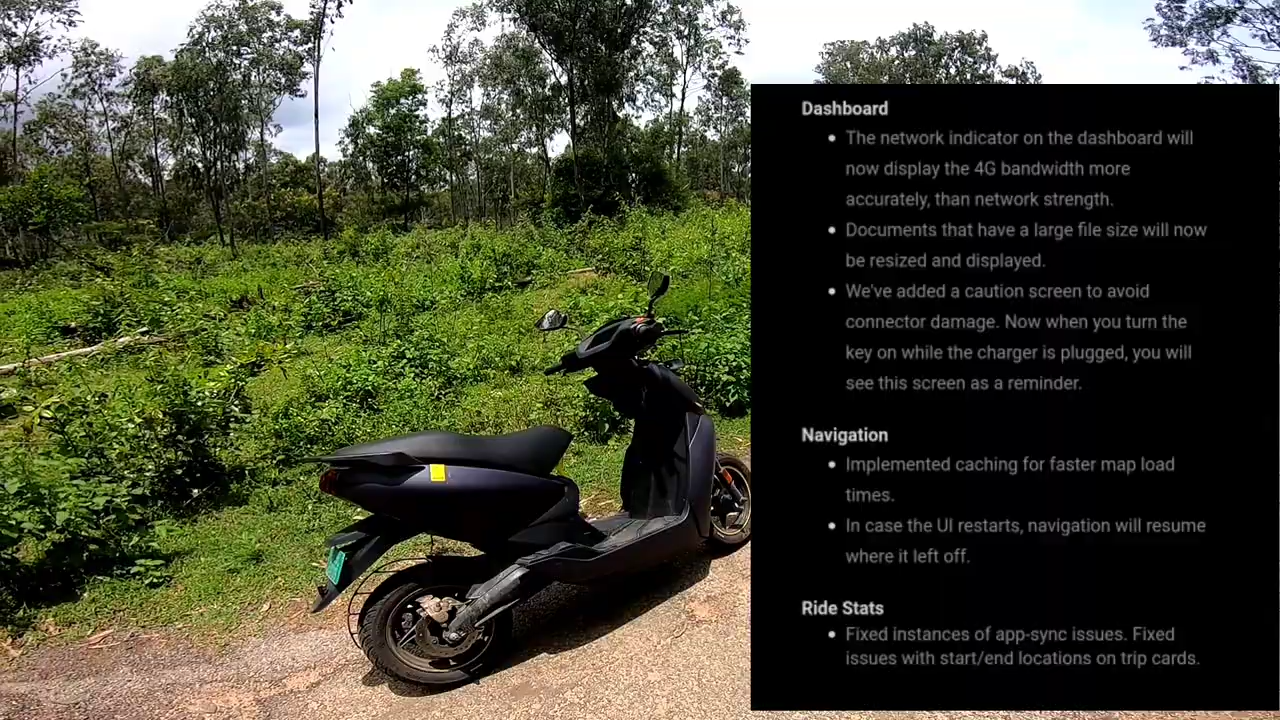 Dashboard
• The network indicator on the dashboard will
now display the 4G bandwidth more
accurately, than network strength.
• Documents that have a large file size will now
be resized and displayed.
• We've added a caution screen to avoid
connector damage. Now when you turn the
key on while the charger is plugged, you will
see this screen as a reminder.
Navigation
• Implemented caching for faster map load
times.
• In case the UI restarts, navigation will resume
where it left off.
Ride Stats
• Fixed instances of app-sync issues. Fixed
issues with start/end locations on trip cards.